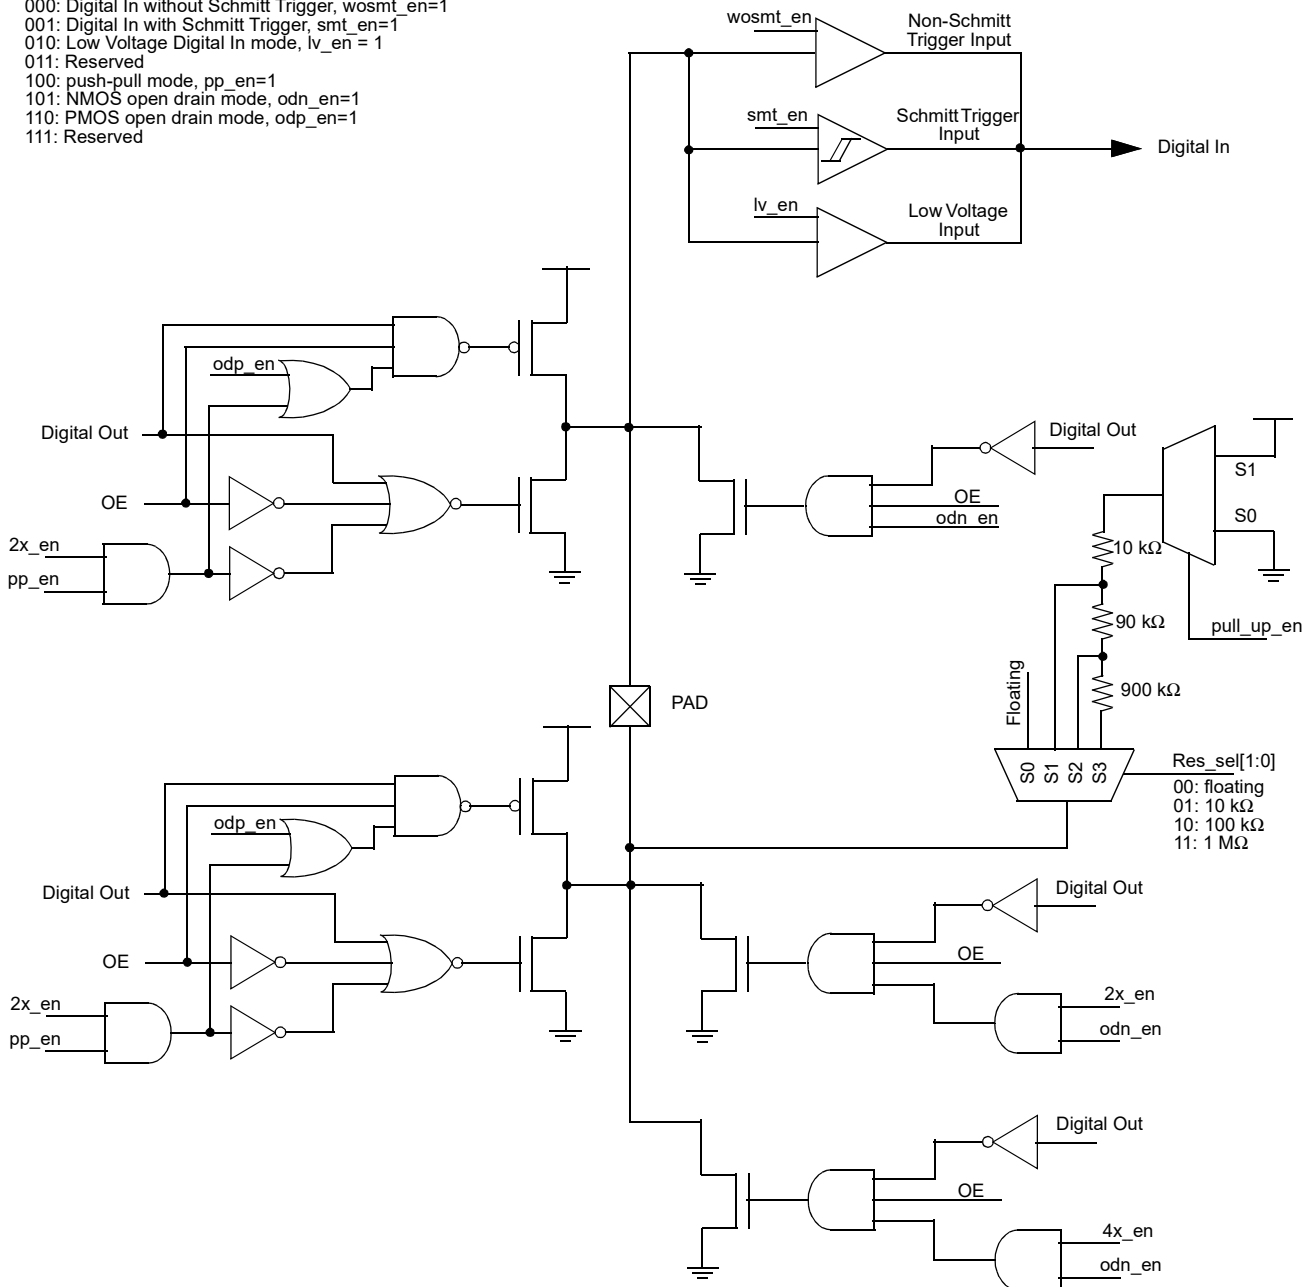 000: Digital In without Schmitt Trigger, wosmt_en=1
001: Digital In with Schmitt Trigger, smt_en=1
010: Low Voltage Digital In mode, lv_en = 1
011: Reserved
100: push-pull mode, pp_en=1
101: NMOS open drain mode, odn_en=1
110: PMOS open drain mode, odp_en=1
111: Reserved
wosmt_en
Non-Schmitt
Trigger Input
smt_en
Schmitt Trigger
Input
Digital In
lv_en
Low Voltage
Input
odp_en
Digital Out
OE
2x_en
pp_en
Digital Out
OE
odn_en
S1
S0
10 kΩ
90 kΩ
900 kΩ
pull_up_en
Floating
S0
S1
S2
S3
Res_sel[1:0]
00: floating
01: 10 kΩ
10: 100 kΩ
11: 1 MΩ
PAD
odp_en
Digital Out
OE
2x_en
pp_en
Digital Out
OE
2x_en
odn_en
Digital Out
OE
4x_en
odn_en